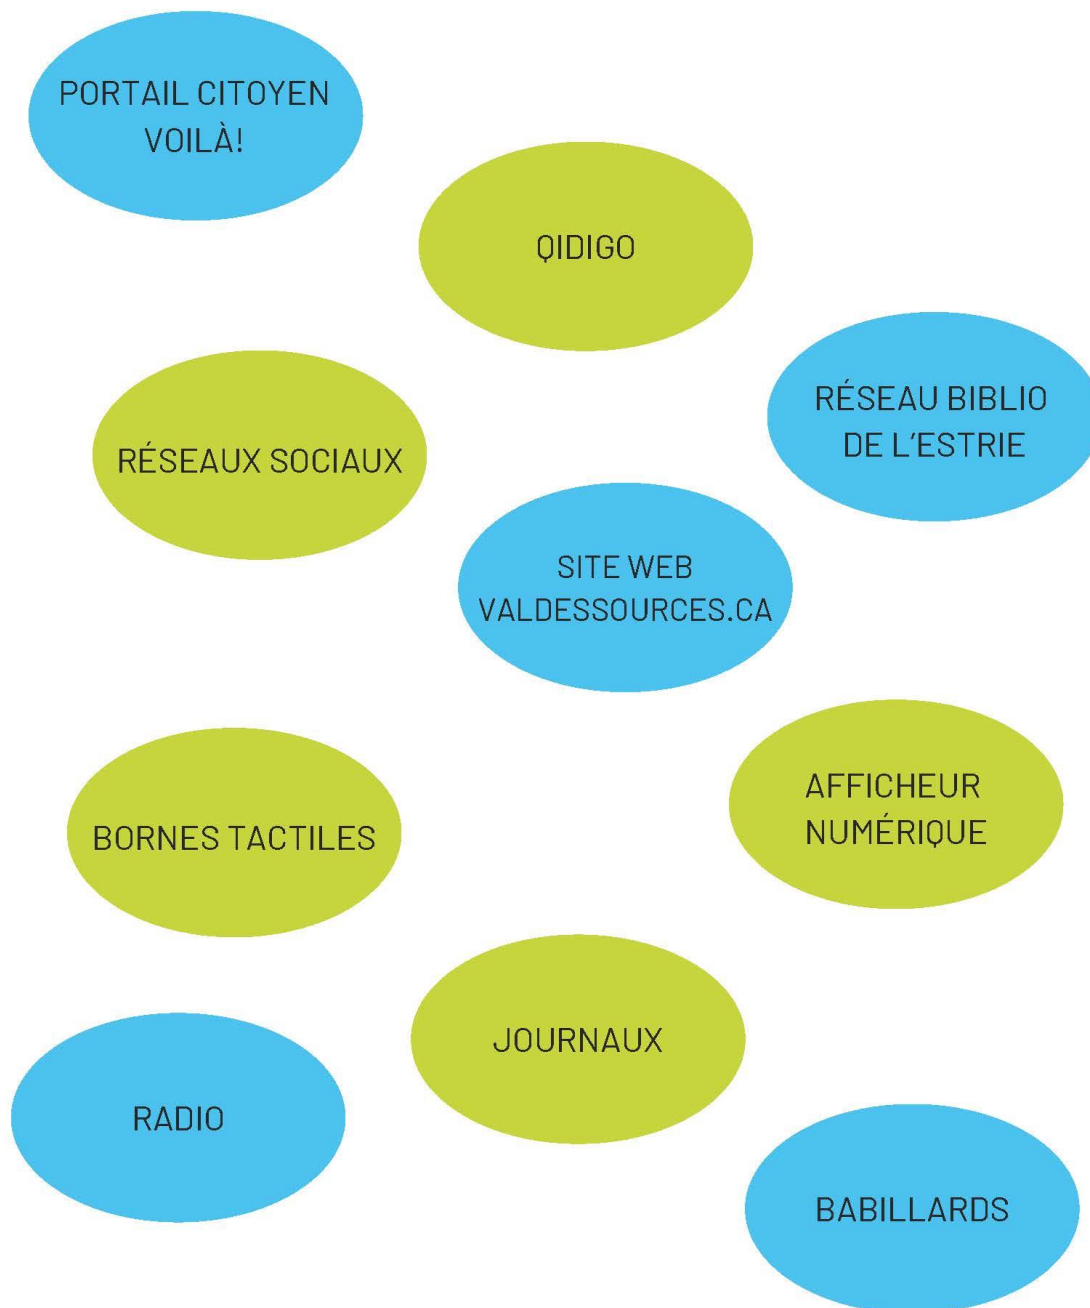 PORTAIL CITOYEN
VOILÀ!
QIDIGO
RÉSEAU BIBLIO
DE L'ESTRIE
RÉSEAUX SOCIAUX
SITE WEB
VALDESSOURCES.CA
AFFICHEUR
NUMÉRIQUE
BORNES TACTILES
JOURNAUX
RADIO
BABILLARDS